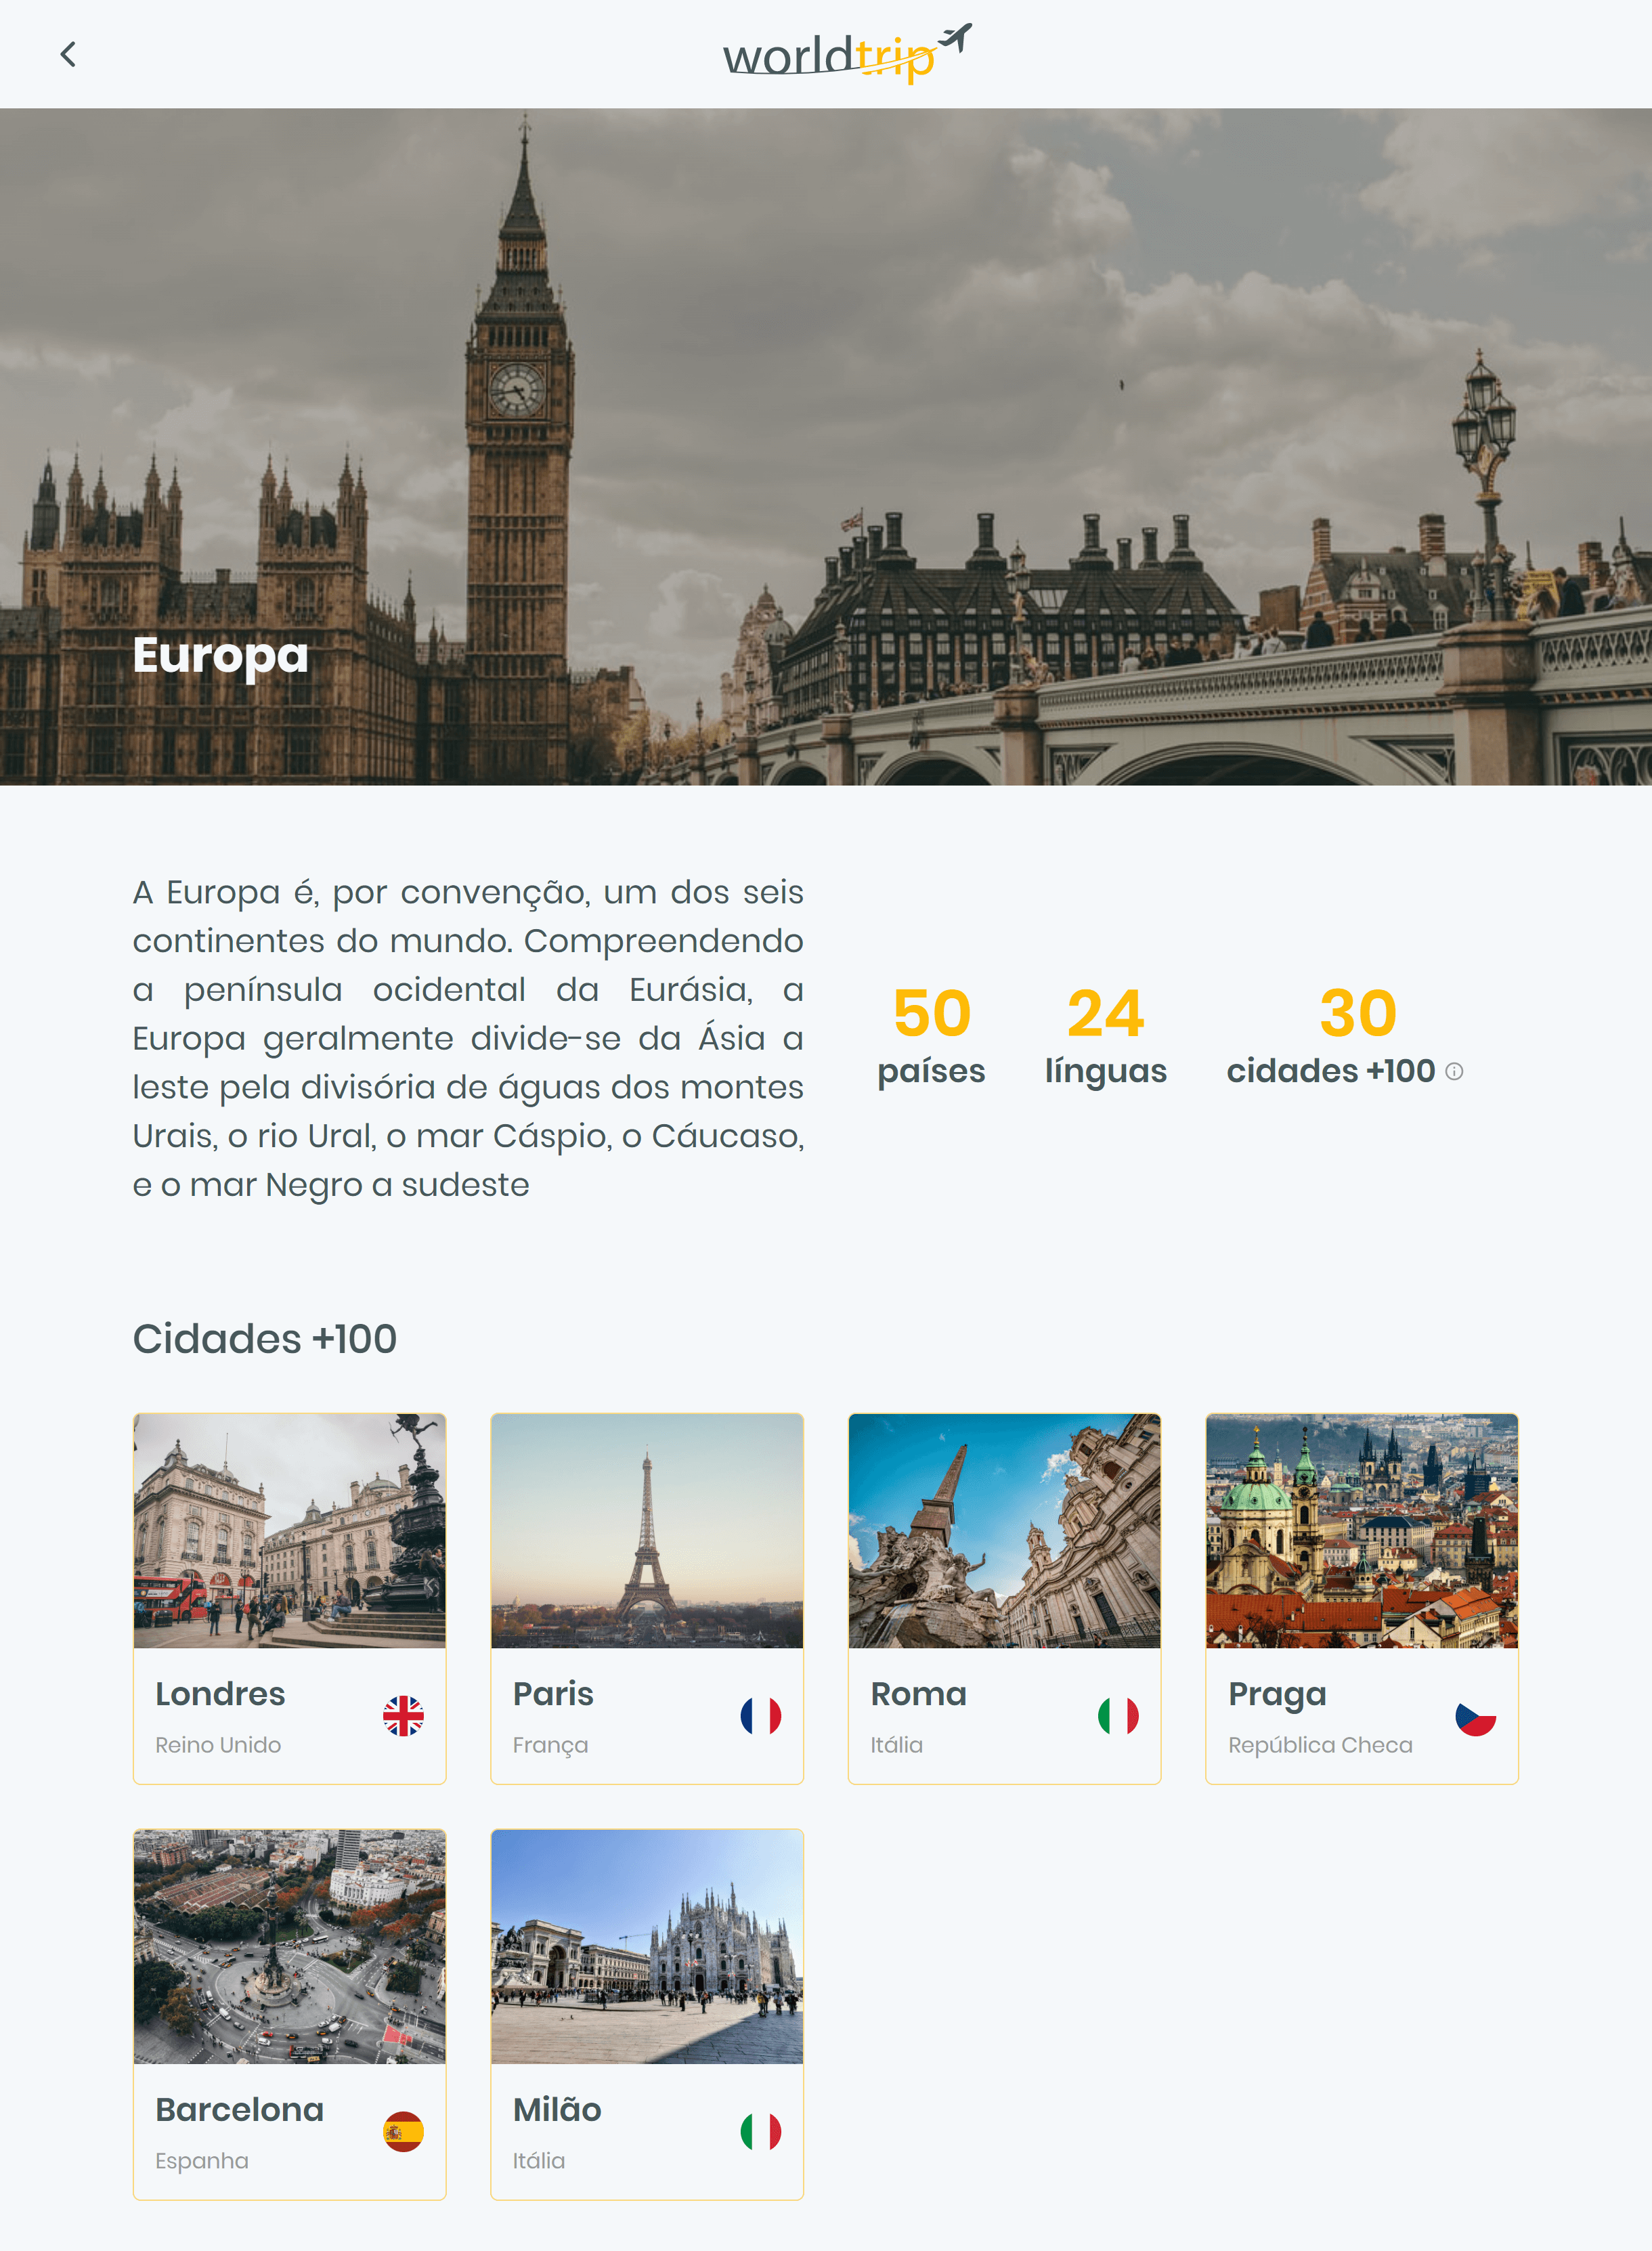 worldtrip
Europa
A Europa é, por convenção, um dos seis
continentes do mundo. Compreendendo
a península ocidental da Eurásia, a
Europa geralmente divide-se da Ásia a
leste pela divisória de águas dos montes
Urais, o rio Ural, o mar Cáspio, o Cáucaso,
e o mar Negro a sudeste
50
países
24
línguas
30
cidades +100
Cidades +100
Londres
Reino Unido
Paris
França
Roma
Itália
Praga
República Checa
Barcelona
Espanha
Milão
Itália